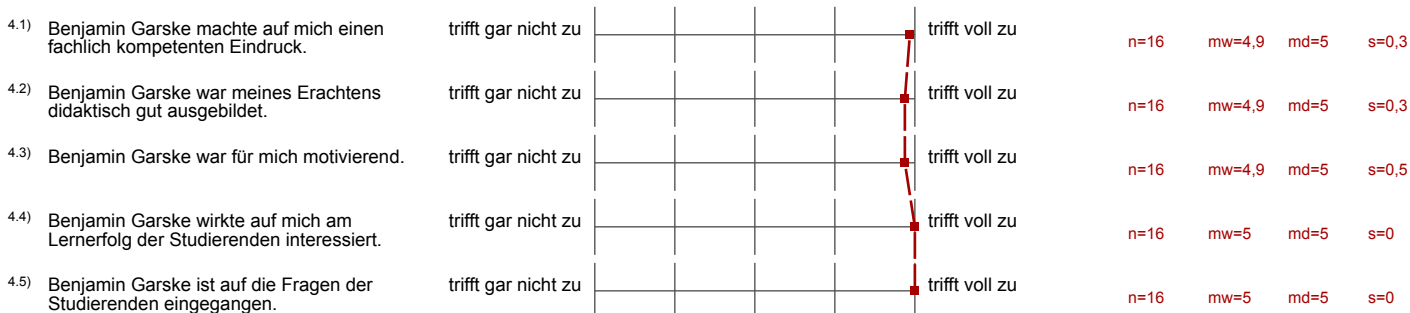 4.1) Benjamin Garske machte auf mich einen fachlich kompetenten Eindruck. trifft gar nicht zu trifft voll zu n=16 mw=4,9 md=5 s=0,3
4.2) Benjamin Garske war meines Erachtens didaktisch gut ausgebildet. trifft gar nicht zu trifft voll zu n=16 mw=4,9 md=5 s=0,3
4.3) Benjamin Garske war für mich motivierend. trifft gar nicht zu trifft voll zu n=16 mw=4,9 md=5 s=0,5
4.4) Benjamin Garske wirkte auf mich am Lernerfolg der Studierenden interessiert. trifft gar nicht zu trifft voll zu n=16 mw=5 md=5 s=0
4.5) Benjamin Garske ist auf die Fragen der Studierenden eingegangen. trifft gar nicht zu trifft voll zu n=16 mw=5 md=5 s=0